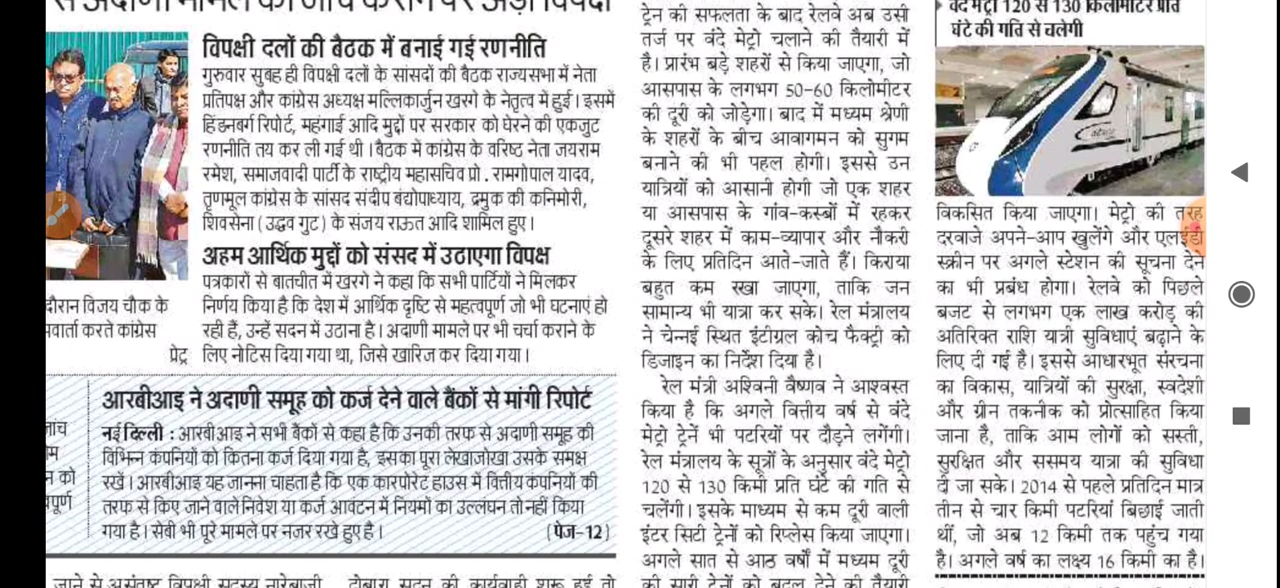 विपक्षी दलों की बैठक में बनाई गई रणनीति
गुरुवार सुबह ही विपक्षी दलों के सांसदों की बैठक राज्यसभा में नेता
प्रतिपक्ष और कांग्रेस अध्यक्ष मल्लिकार्जुन खरगे के नेतृत्व में हुई। इसमें
हिंडनबर्ग रिपोर्ट, महंगाई आदि मुद्दों पर सरकार को घेरने की एकजुट
रणनीति तय कर ली गई थी।बैठक में कांग्रेस के वरिष्ठ नेता जयराम
रमेश, समाजवादी पार्टी के राष्ट्रीय महासचिव प्रो. रामगोपाल यादव,
तृणमूल कांग्रेस के सांसद संदीप बंद्योपाध्याय, द्रमुक की कनिमोरी,
शिवसेना (उद्धव गुट) के संजय राऊत आदि शामिल हुए।
अहम आर्थिक मुद्दों को संसद में उठाएगा विपक्ष
पत्रकारों से बातचीत में खरगे ने कहा कि सभी पार्टियों ने मिलकर
निर्णय किया है कि देश में आर्थिक दृष्टि से महत्वपूर्ण जो भी घटनाएं हो
रही हैं, उन्हें सदन में उठाना है। अदाणी मामले पर भी चर्चा कराने के
लिए नोटिस दिया गया था, जिसे खारिज कर दिया गया।
दौरान विजय चौक के
वार्ता करते कांग्रेस
प्रेट्र
आरबीआइ ने अदाणी समूह को कर्ज देने वाले बैंकों से मांगी रिपोर्ट
नई दिल्ली : आरबीआइ ने सभी बैंकों से कहा है कि उनकी तरफ से अदाणी समूह की
विभिन्न कंपनियों को कितना कर्ज दिया गया है, इसका पूरा लेखाजोखा उसके समक्ष
रखें। आरबीआइ यह जानना चाहता है कि एक कारपोरेट हाउस में वित्तीय कंपनियों की
तरफ से किए जाने वाले निवेश या कर्ज आवंटन में नियमों का उल्लघन तो नहीं किया
गया है। सेबी भी पूरे मामले पर नजर रखे हुए है। (पेज-12)
जाने से असंतुष्ट विपक्षी सदस्य नारेबाजी
दोबारा सदन की कार्यवाही शुरू हुई तो
ट्रेन की सफलता के बाद रेलवे अब उसी
तर्ज पर वंदे मेट्रो चलाने की तैयारी में
है। प्रारंभ बड़े शहरों से किया जाएगा, जो
आसपास के लगभग 50-60 किलोमीटर
की दूरी को जोड़ेगा। बाद में मध्यम श्रेणी
के शहरों के बीच आवागमन को सुगम
बनाने की भी पहल होगी। इससे उन
यात्रियों को आसानी होगी जो एक शहर
या आसपास के गांव-कस्बों में रहकर
दूसरे शहर में काम-व्यापार और नौकरी
के लिए प्रतिदिन आते-जाते हैं। किराया
बहुत कम रखा जाएगा, ताकि जन
सामान्य भी यात्रा कर सके। रेल मंत्रालय
ने चेन्नई स्थित इंटीग्रल कोच फैक्ट्री को
डिजाइन का निर्देश दिया है।
रेल मंत्री अश्विनी वैष्णव ने आश्वस्त
किया है कि अगले वित्तीय वर्ष से वंदे
मेट्रो ट्रेनें भी पटरियों पर दौड़ने लगेंगी।
रेल मंत्रालय के सूत्रों के अनुसार वंदे मेट्रो
120 से 130 किमी प्रति घंटे की गति से
चलेंगी। इसके माध्यम से कम दूरी वाली
इंटर सिटी ट्रेनों को रिप्लेस किया जाएगा।
अगले सात से आठ वर्षों में मध्यम दूरी
की सारी ट्रेनों को बदल देने की तैयारी
वंदे मेट्रो 120 से 130 किलोमीटर प्रति
घंटे की गति से चलेगी
विकसित किया जाएगा। मेट्रो की तरह
दरवाजे अपने-आप खुलेंगे और एलईडी
स्क्रीन पर अगले स्टेशन की सूचना देने
का भी प्रबंध होगा। रेलवे को पिछले
बजट से लगभग एक लाख करोड़ की
अतिरिक्त राशि यात्री सुविधाएं बढ़ाने के
लिए दी गई है। इससे आधारभूत संरचना
का विकास, यात्रियों की सुरक्षा, स्वदेशी
और ग्रीन तकनीक को प्रोत्साहित किया
जाना है, ताकि आम लोगों को सस्ती,
सुरक्षित और ससमय यात्रा की सुविधा
दी जा सके। 2014 से पहले प्रतिदिन मात्र
तीन से चार किमी पटरियां बिछाई जाती
थीं, जो अब 12 किमी तक पहुंच गया
है। अगले वर्ष का लक्ष्य 16 किमी का है।